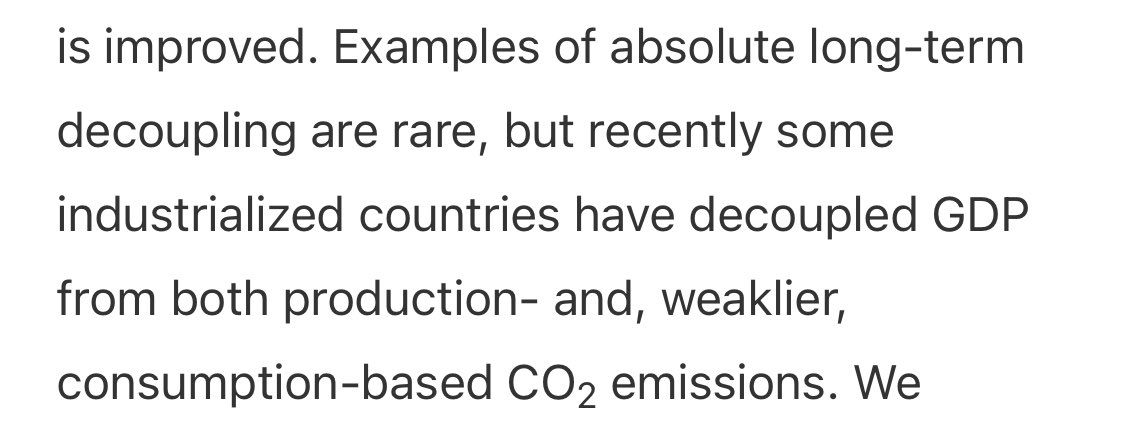 is improved. Examples of absolute long-term
decoupling are rare, but recently some
industrialized countries have decoupled GDP
from both production- and, weaklier,
consumption-based CO₂ emissions. We